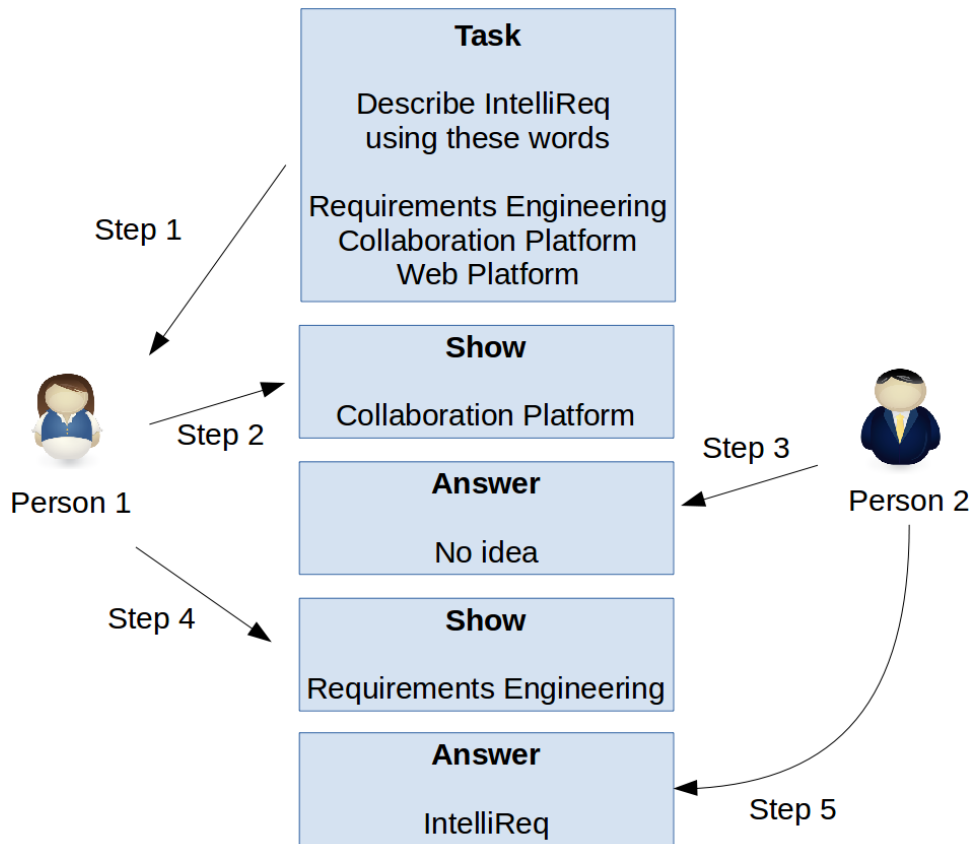 Task
Describe IntelliReq
using these words
Requirements Engineering
Collaboration Platform
Web Platform
Step 1
Show
Collaboration Platform
Step 2
Person 1
Step 3
Person 2
Answer
No idea
Step 4
Show
Requirements Engineering
Answer
IntelliReq
Step 5